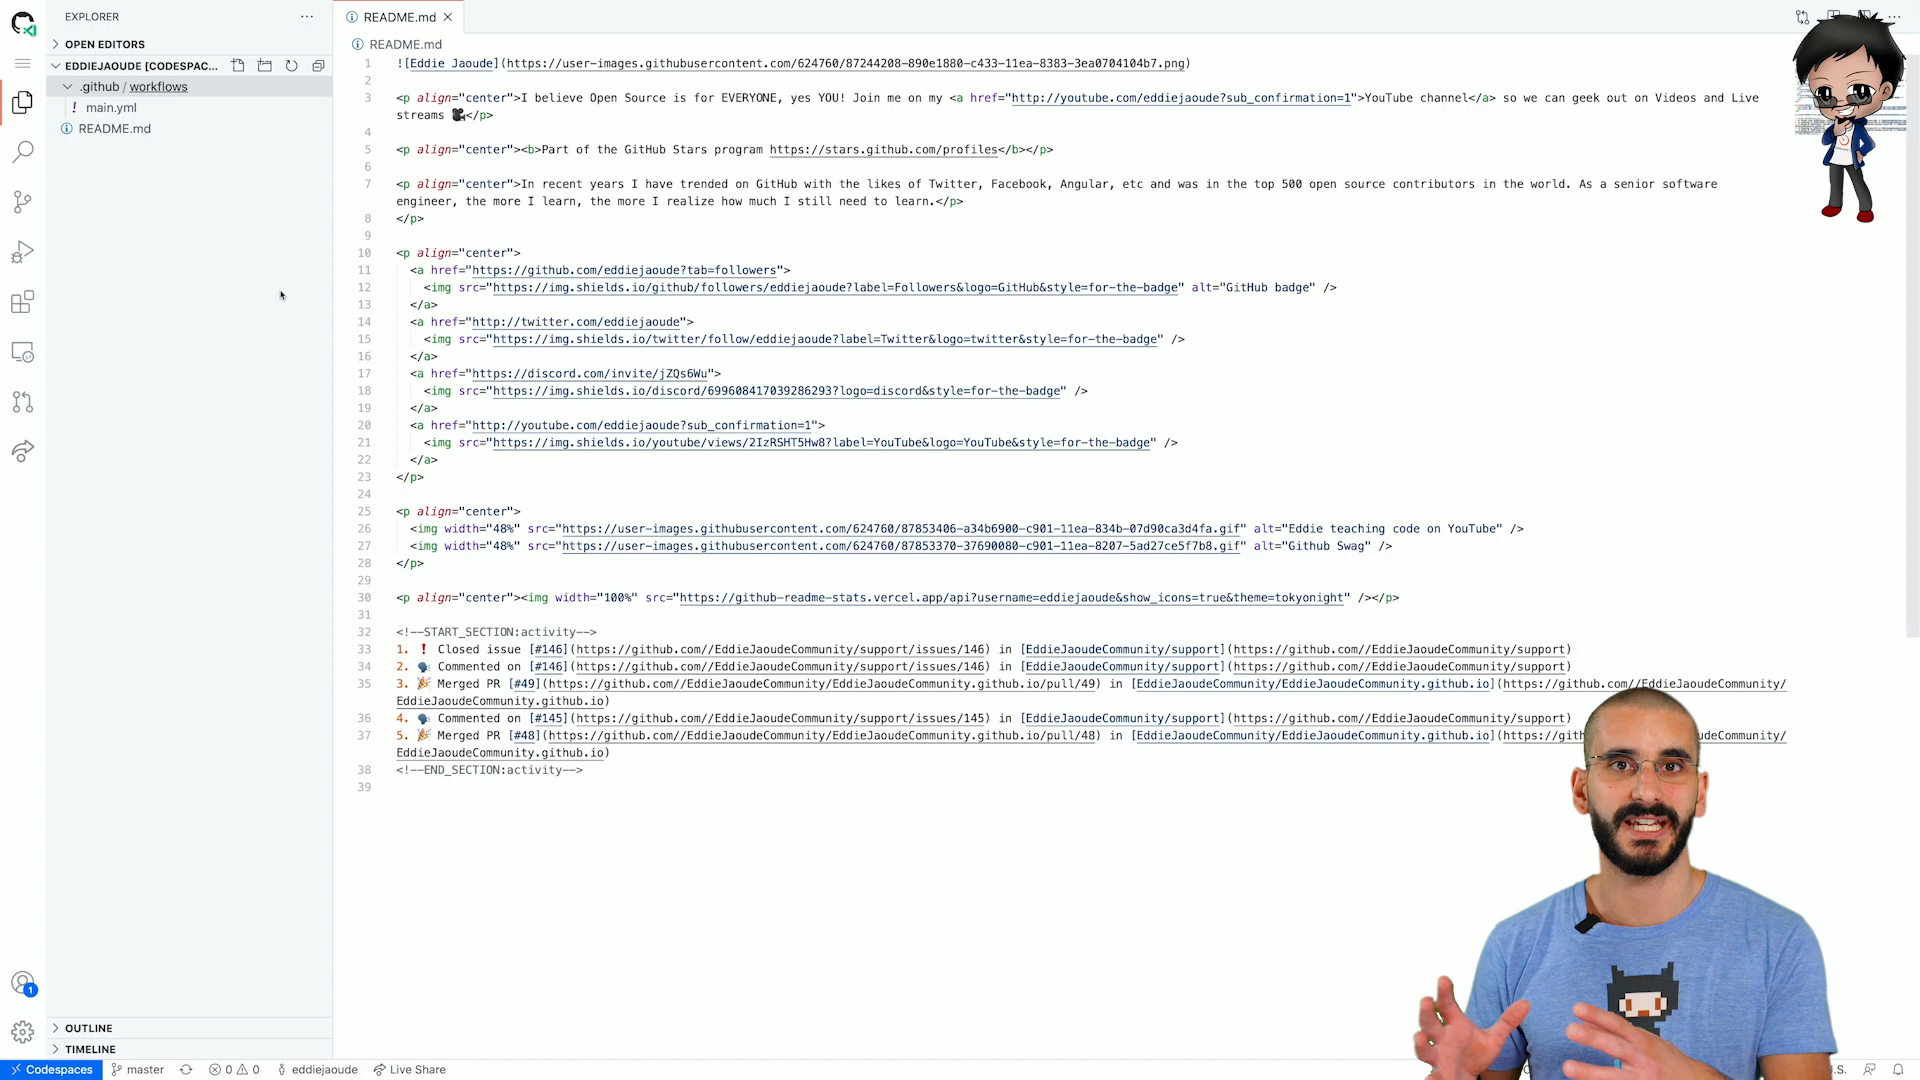 EXPLORER
OPEN EDITORS
EDDIEJAOUDE [CODESPAC...
.github / workflows
! main.yml
README.md
OUTLINE
TIMELINE
README.md
README.md
1 ![Eddie Jaoude](https://user-images.githubusercontent.com/624760/87244208-890e1880-c433-11ea-8383-3ea0704104b7.png)
2
3 <p align="center">I believe Open Source is for EVERYONE, yes YOU! Join me on my <a href="http://youtube.com/eddiejaoude?sub_confirmation=1">YouTube channel</a> so we can geek out on Videos and Live
streams 🎥</p>
4
5 <p align="center"><b>Part of the GitHub Stars program https://stars.github.com/profiles</b></p>
6
7 <p align="center">In recent years I have trended on GitHub with the likes of Twitter, Facebook, Angular, etc and was in the top 500 open source contributors in the world. As a senior software
engineer, the more I learn, the more I realize how much I still need to learn.</p>
8 </p>
9
10 <p align="center">
11 <a href="https://github.com/eddiejaoude?tab=followers">
12 <img src="https://img.shields.io/github/followers/eddiejaoude?label=Followers&logo=GitHub&style=for-the-badge" alt="GitHub badge" />
13 </a>
14 <a href="http://twitter.com/eddiejaoude">
15 <img src="https://img.shields.io/twitter/follow/eddiejaoude?label=Twitter&logo=twitter&style=for-the-badge" />
16 </a>
17 <a href="https://discord.com/invite/jZQs6Wu">
18 <img src="https://img.shields.io/discord/699608417039286293?logo=discord&style=for-the-badge" />
19 </a>
20 <a href="http://youtube.com/eddiejaoude?sub_confirmation=1">
21 <img src="https://img.shields.io/youtube/views/2IzRSHT5Hw8?label=YouTube&logo=YouTube&style=for-the-badge" />
22 </a>
23 </p>
24
25 <p align="center">
26 <img width="48%" src="https://user-images.githubusercontent.com/624760/87853406-a34b6900-c901-11ea-834b-07d90ca3d4fa.gif" alt="Eddie teaching code on YouTube" />
27 <img width="48%" src="https://user-images.githubusercontent.com/624760/87853370-37690080-c901-11ea-8207-5ad27ce5f7b8.gif" alt="Github Swag" />
28 </p>
29
30 <p align="center"><img width="100%" src="https://github-readme-stats.vercel.app/api?username=eddiejaoude&show_icons=true&theme=tokyonight" /></p>
31
32 <!--START_SECTION:activity-->
33 1. ❗ Closed issue [#146](https://github.com//EddieJaoudeCommunity/support/issues/146) in [EddieJaoudeCommunity/support](https://github.com//EddieJaoudeCommunity/support)
34 2. 🗣 Commented on [#146](https://github.com//EddieJaoudeCommunity/support/issues/146) in [EddieJaoudeCommunity/support](https://github.com//EddieJaoudeCommunity/support)
35 3. 🎉 Merged PR [#49](https://github.com//EddieJaoudeCommunity/EddieJaoudeCommunity.github.io/pull/49) in [EddieJaoudeCommunity/EddieJaoudeCommunity.github.io](https://github.com//EddieJaoudeCommunity/
EddieJaoudeCommunity.github.io)
36 4. 🗣 Commented on [#145](https://github.com//EddieJaoudeCommunity/support/issues/145) in [EddieJaoudeCommunity/support](https://github.com//EddieJaoudeCommunity/support)
37 5. 🎉 Merged PR [#48](https://github.com//EddieJaoudeCommunity/EddieJaoudeCommunity.github.io/pull/48) in [EddieJaoudeCommunity/EddieJaoudeCommunity.github.io](https://gith udeCommunity/
EddieJaoudeCommunity.github.io)
38 <!--END_SECTION:activity-->
39
1
Codespaces master 0 0 eddiejaoude Live Share